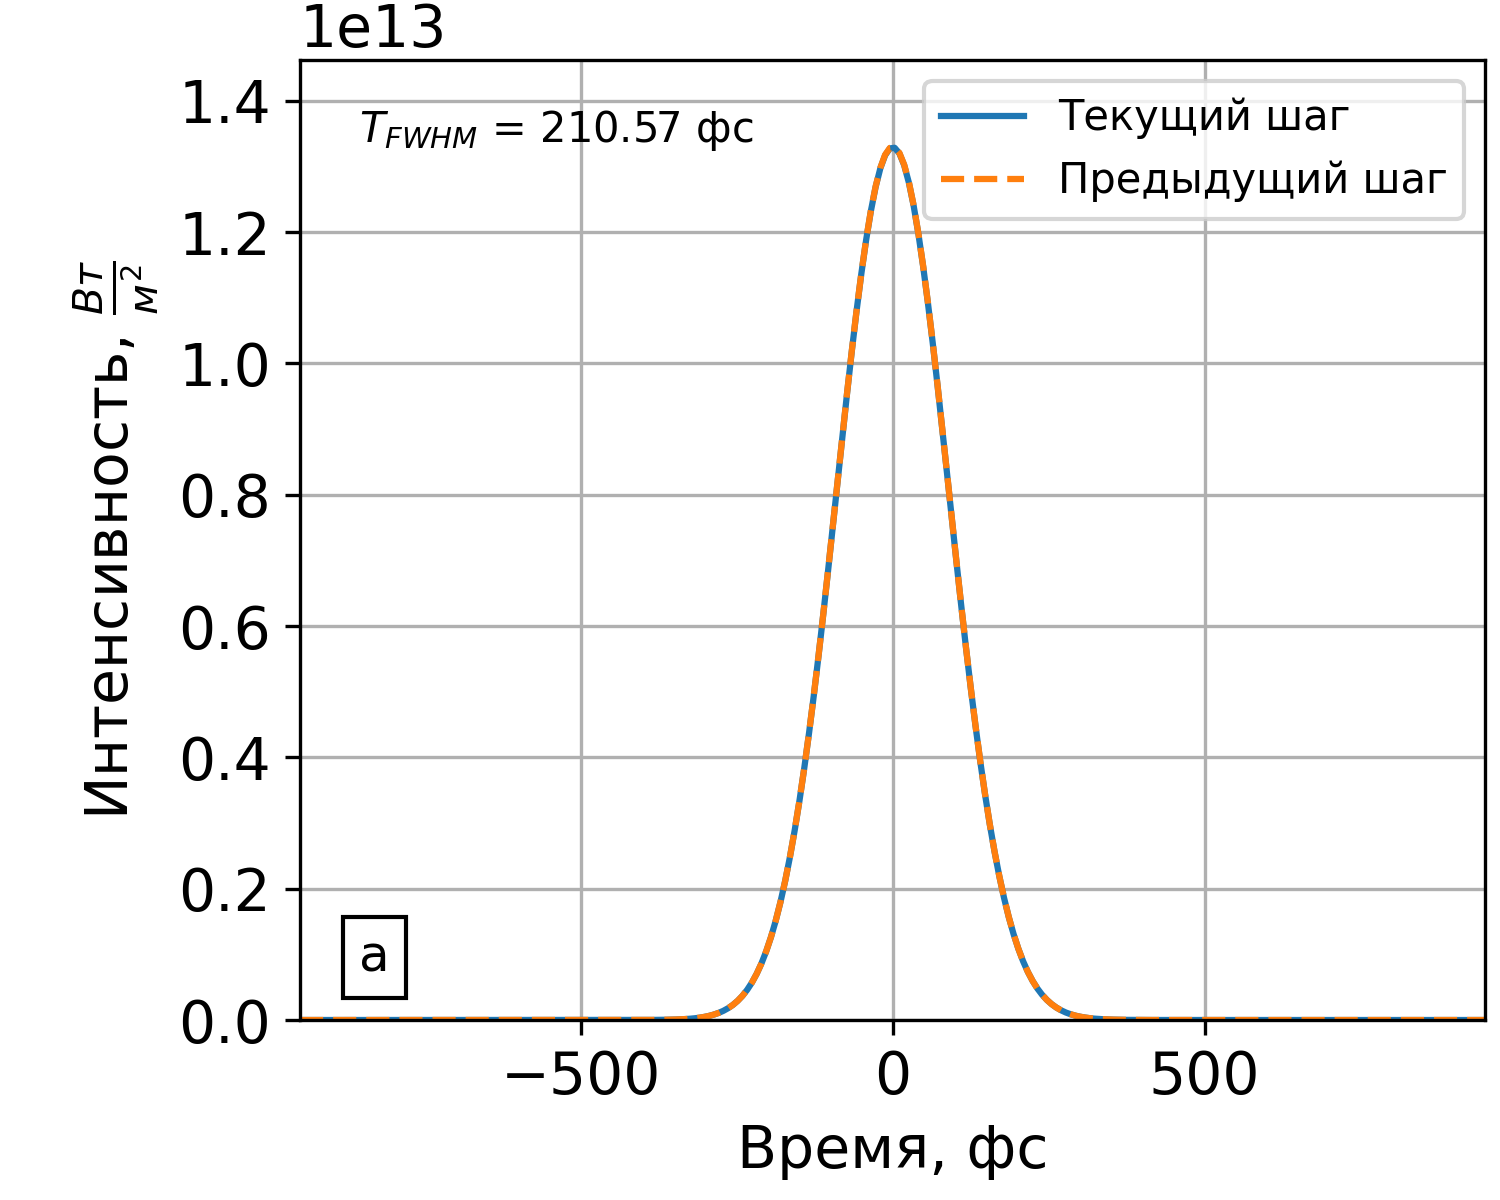 1e13
1.4
1.2
1.0
0.8
0.6
0.4
0.2
0.0
Интенсивность, Вт/м²
T_FWHM = 210.57 фс
Текущий шаг
Предыдущий шаг
a
−500
0
500
Время, фс